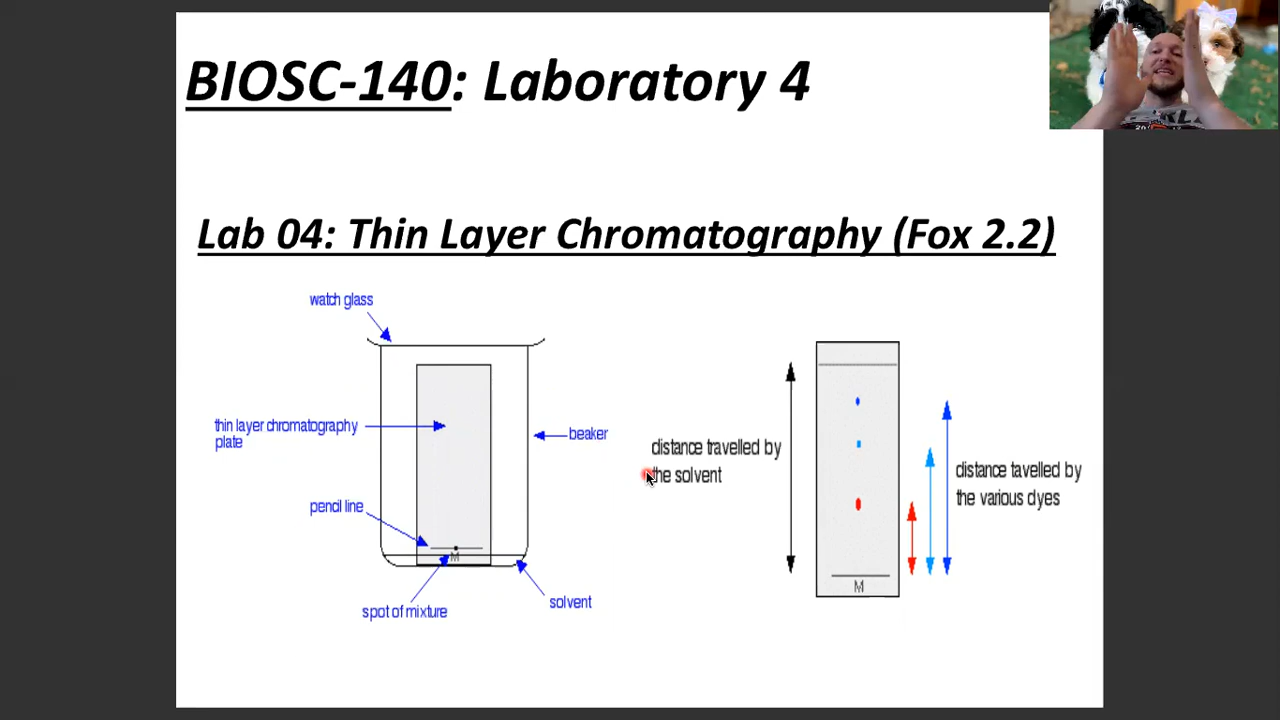 BIOSC-140: Laboratory 4
Lab 04: Thin Layer Chromatography (Fox 2.2)
watch glass
thin layer chromatography
plate
beaker
pencil line
M
spot of mixture
solvent
distance travelled by
the solvent
M
distance tavelled by
the various dyes